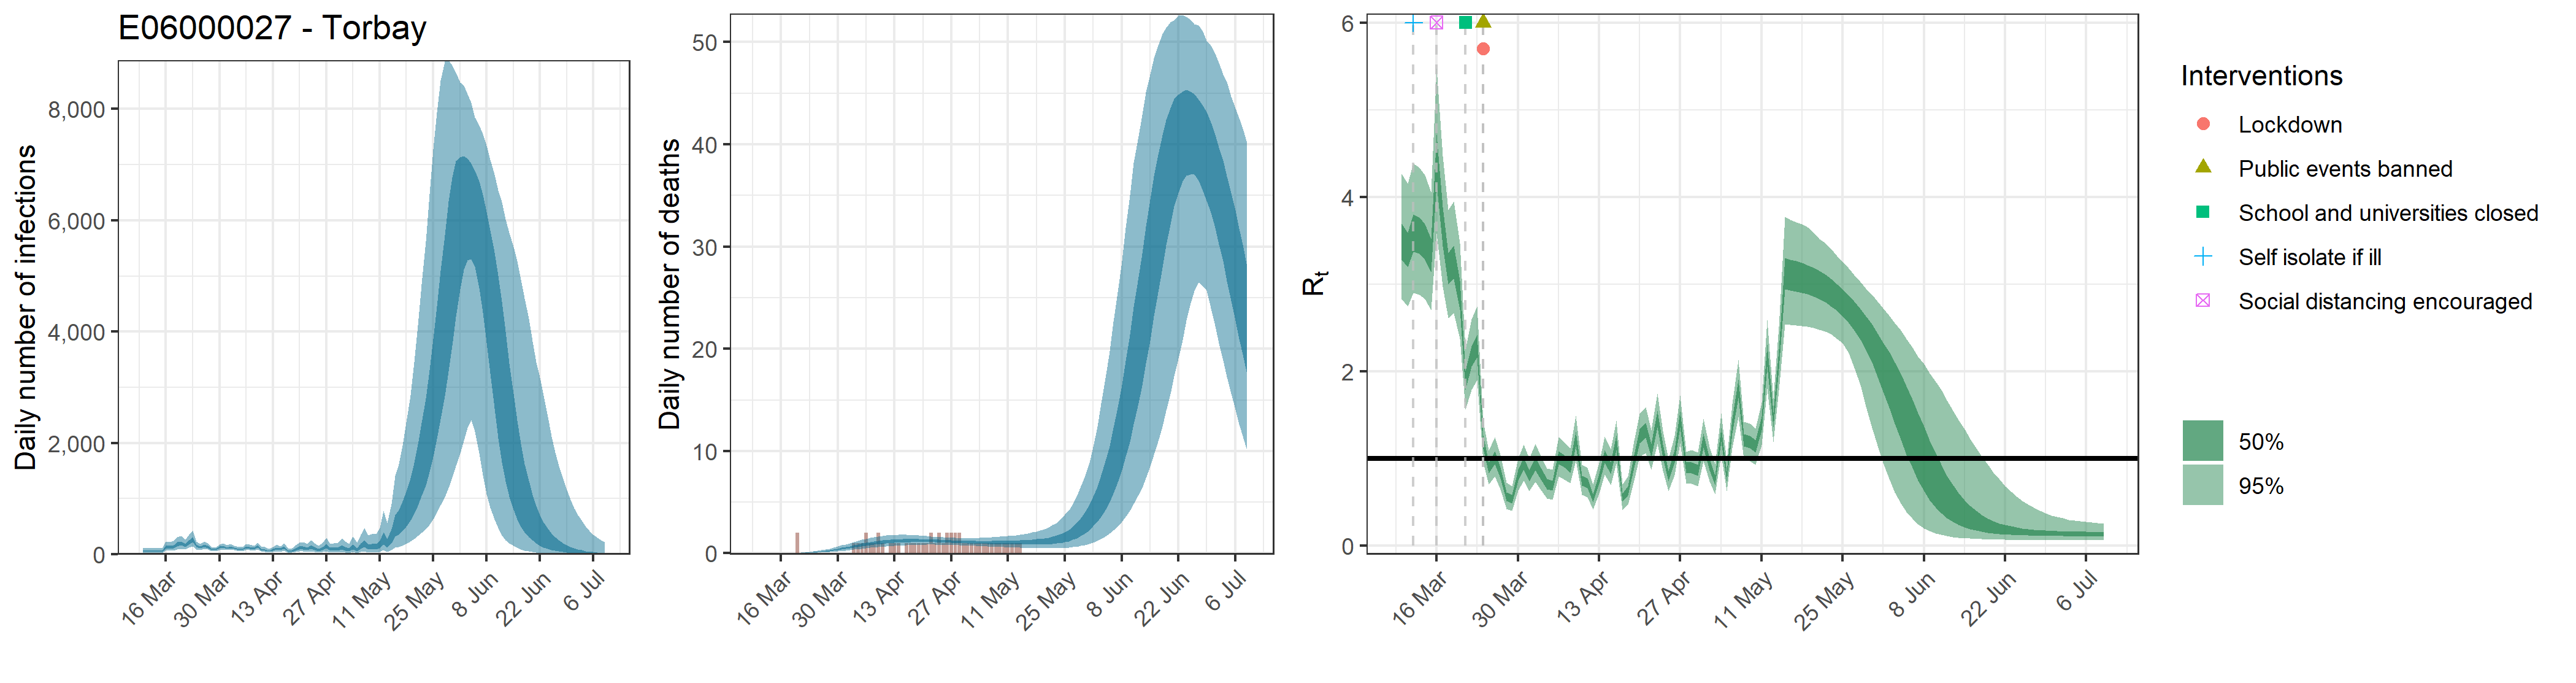 E06000027 - Torbay
Daily number of infections
8,000
6,000
4,000
2,000
0
16 Mar
30 Mar
13 Apr
27 Apr
11 May
25 May
8 Jun
22 Jun
6 Jul
Daily number of deaths
50
40
30
20
10
0
16 Mar
30 Mar
13 Apr
27 Apr
11 May
25 May
8 Jun
22 Jun
6 Jul
Rt
6
4
2
0
16 Mar
30 Mar
13 Apr
27 Apr
11 May
25 May
8 Jun
22 Jun
6 Jul
Interventions
Lockdown
Public events banned
School and universities closed
Self isolate if ill
Social distancing encouraged
50%
95%